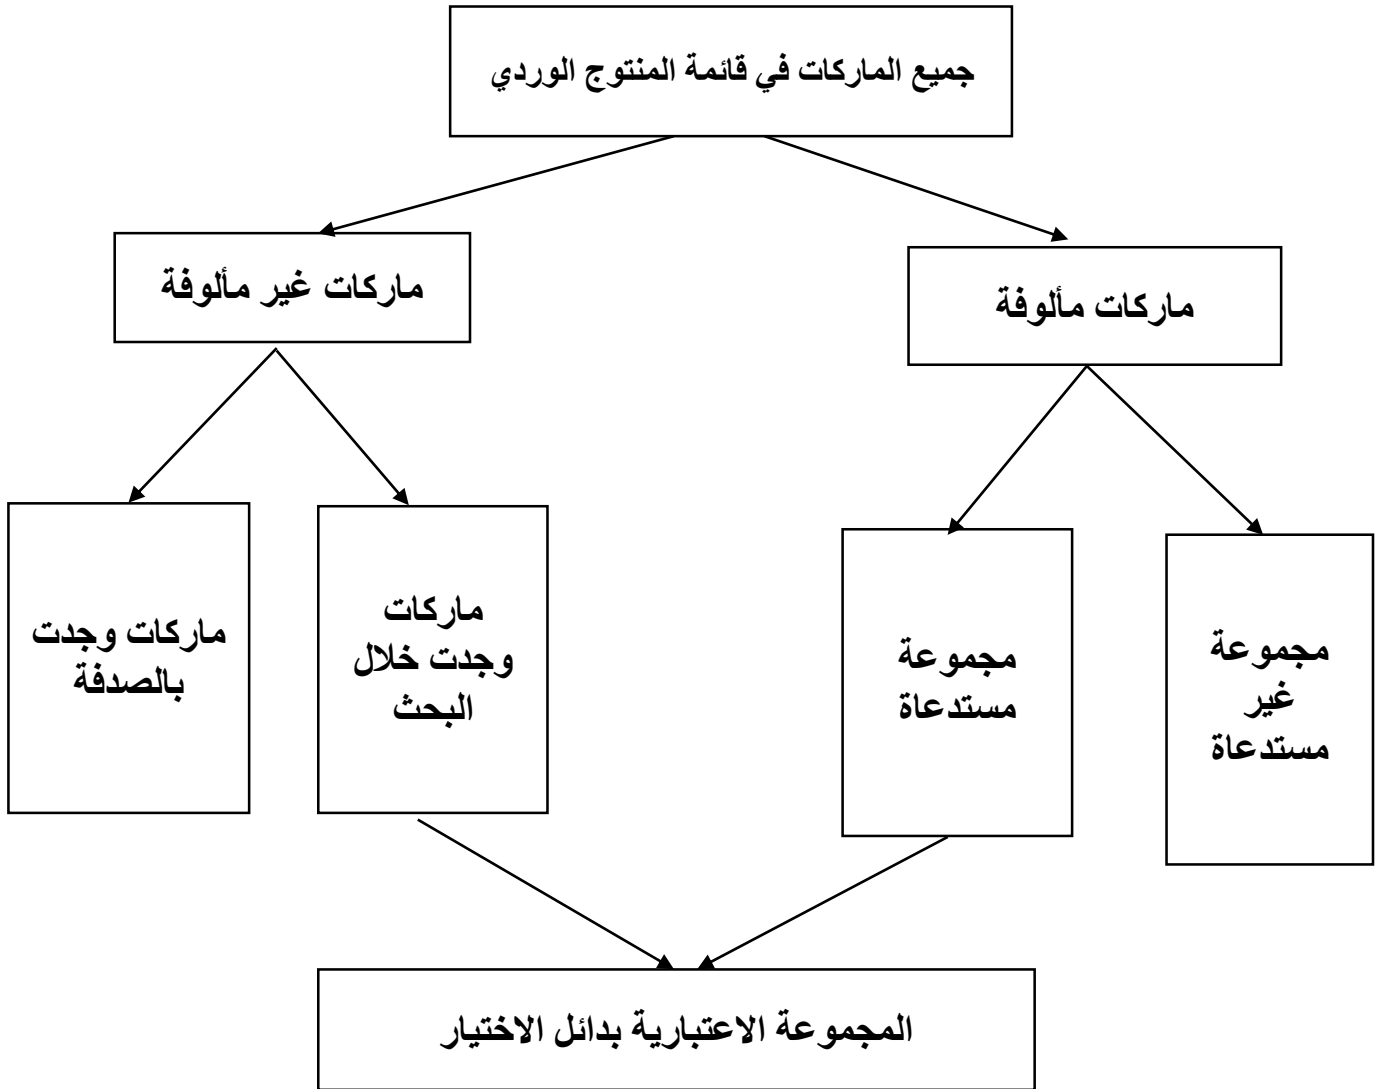 جميع الماركات في قائمة المنتوج الوردي
ماركات مألوفة
ماركات غير مألوفة
مجموعة
غير
مستدعاة
مجموعة
مستدعاة
ماركات
وجدت خلال
البحث
ماركات وجدت
بالصدفة
المجموعة الاعتبارية بدائل الاختيار